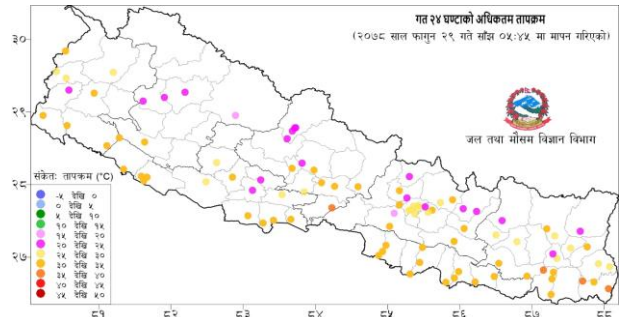 गत २४ घण्टाको अधिकतम तापक्रम
(२०७८ साल फागुन २९ गते साँझ ०५:४५ मा मापन गरिएको)
जल तथा मौसम विज्ञान विभाग
संकेतः तापक्रम (°C)
-५ देखि ०
० देखि ५
५ देखि १०
१० देखि १५
१५ देखि २०
२० देखि २५
२५ देखि ३०
३० देखि ३५
३५ देखि ४०
४० देखि ४५
४५ देखि ५०
३०
२९
२८
२७
८१ ८२ ८३ ८४ ८५ ८६ ८७ ८८